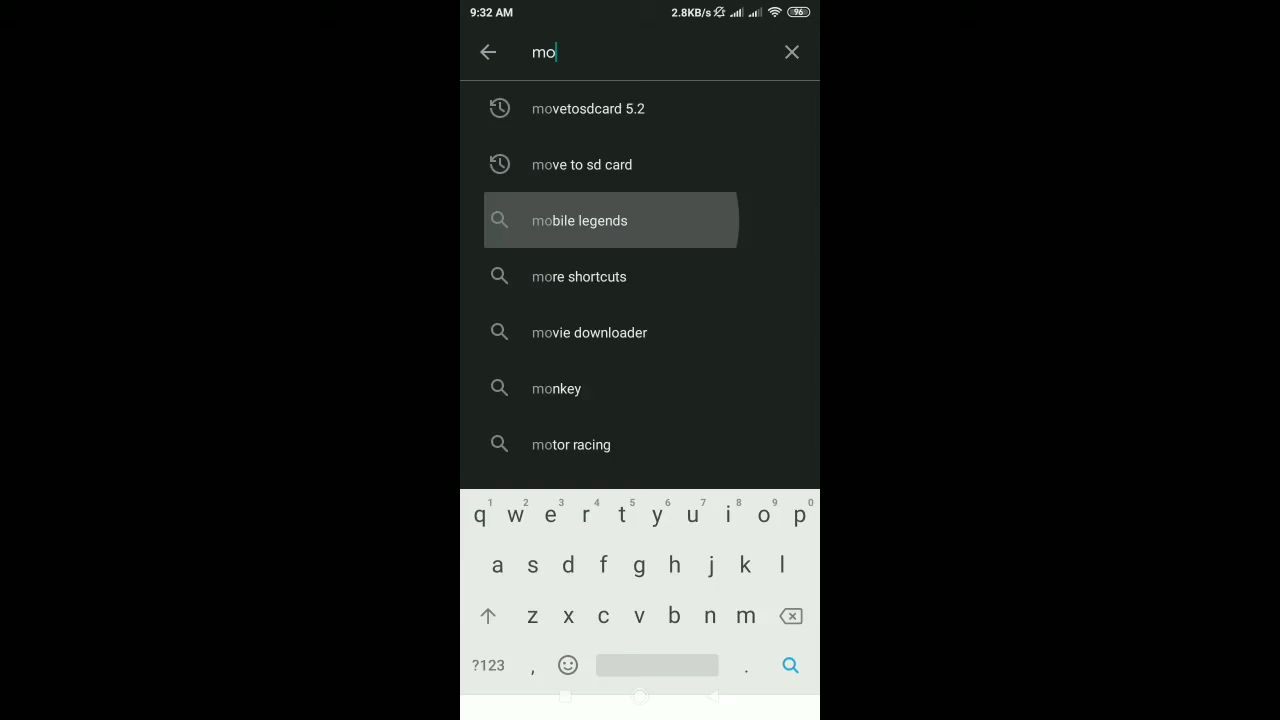 9:32 AM 2.8KB/s 96
mo
movetosdcard 5.2
move to sd card
mobile legends
more shortcuts
movie downloader
monkey
motor racing
1 2 3 4 5 6 7 8 9 0
q w e r t y u i o p
a s d f g h j k l
z x c v b n m
?123 , .